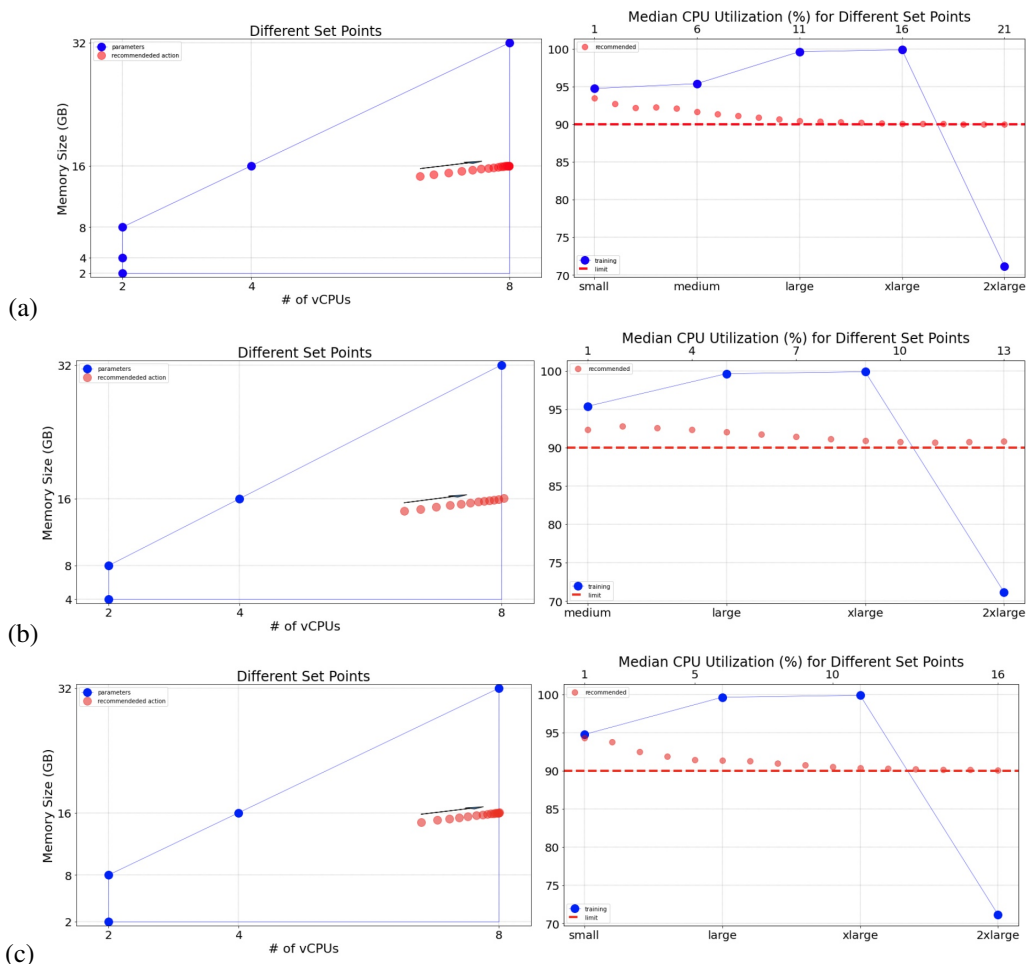 Different Set Points
32
16
8
4
2
Memory Size (GB)
parameters
recommendeded action
2
4
8
# of vCPUs
Median CPU Utilization (%) for Different Set Points
1
6
11
16
21
100
95
90
85
80
75
70
recommended
training
limit
small
medium
large
xlarge
2xlarge
(a)
Different Set Points
32
16
8
4
Memory Size (GB)
parameters
recommendeded action
2
4
8
# of vCPUs
Median CPU Utilization (%) for Different Set Points
1
4
7
10
13
100
95
90
85
80
75
70
recommended
training
limit
medium
large
xlarge
2xlarge
(b)
Different Set Points
32
16
8
2
Memory Size (GB)
parameters
recommendeded action
2
4
8
# of vCPUs
Median CPU Utilization (%) for Different Set Points
1
5
10
16
100
95
90
85
80
75
70
recommended
training
limit
small
large
xlarge
2xlarge
(c)